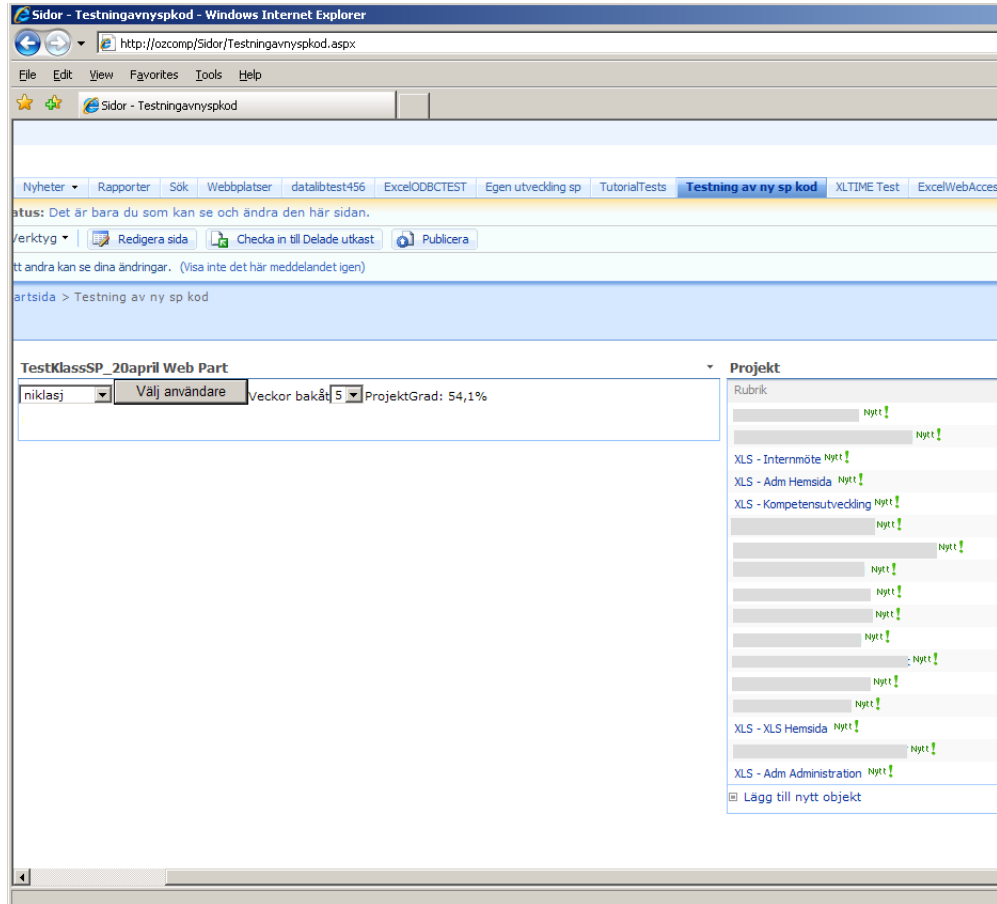 Sidor - Testningavnyspkod - Windows Internet Explorer
http://ozcomp/Sidor/Testningavnyspkod.aspx
File Edit View Favorites Tools Help
Sidor - Testningavnyspkod
Nyheter Rapporter Sök Webbplatser datalibtest456 ExcelODBCTEST Egen utveckling sp TutorialTests Testning av ny sp kod XLTIME Test ExcelWebAcces
atus: Det är bara du som kan se och ändra den här sidan.
Verktyg Redigera sida Checka in till Delade utkast Publicera
tt andra kan se dina ändringar. (Visa inte det här meddelandet igen)
artsida > Testning av ny sp kod
TestKlassSP_20april Web Part
niklasj Välj användare Veckor bakåt 5 ProjektGrad: 54,1%
Projekt
Rubrik
Nytt!
Nytt!
XLS - Internmöte Nytt!
XLS - Adm Hemsida Nytt!
XLS - Kompetensutveckling Nytt!
Nytt!
Nytt!
Nytt!
Nytt!
Nytt!
Nytt!
Nytt!
Nytt!
Nytt!
XLS - XLS Hemsida Nytt!
Nytt!
XLS - Adm Administration Nytt!
Lägg till nytt objekt